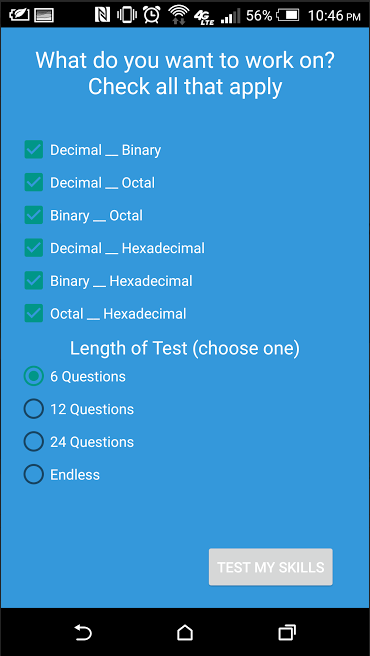 4G LTE 56% 10:46 PM
What do you want to work on?
Check all that apply
Decimal __ Binary
Decimal __ Octal
Binary __ Octal
Decimal __ Hexadecimal
Binary __ Hexadecimal
Octal __ Hexadecimal
Length of Test (choose one)
6 Questions
12 Questions
24 Questions
Endless
TEST MY SKILLS